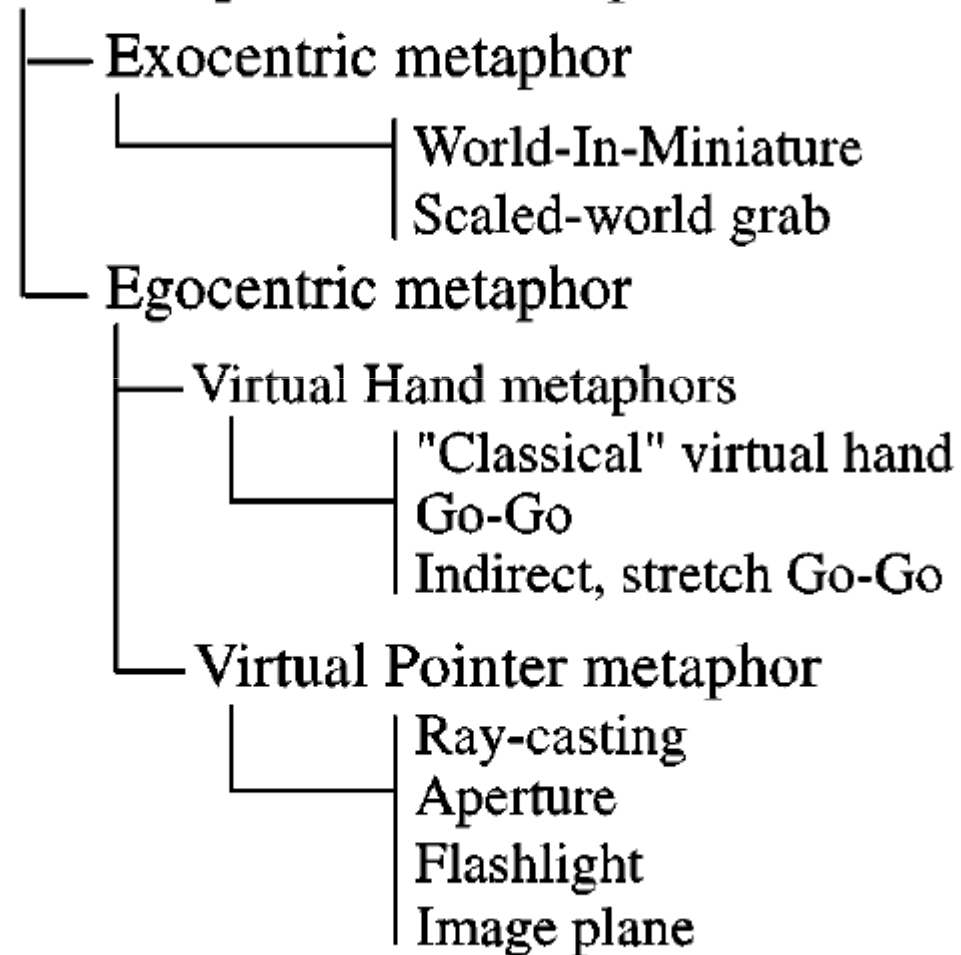 Exocentric metaphor
World-In-Miniature
Scaled-world grab
Egocentric metaphor
Virtual Hand metaphors
"Classical" virtual hand
Go-Go
Indirect, stretch Go-Go
Virtual Pointer metaphor
Ray-casting
Aperture
Flashlight
Image plane